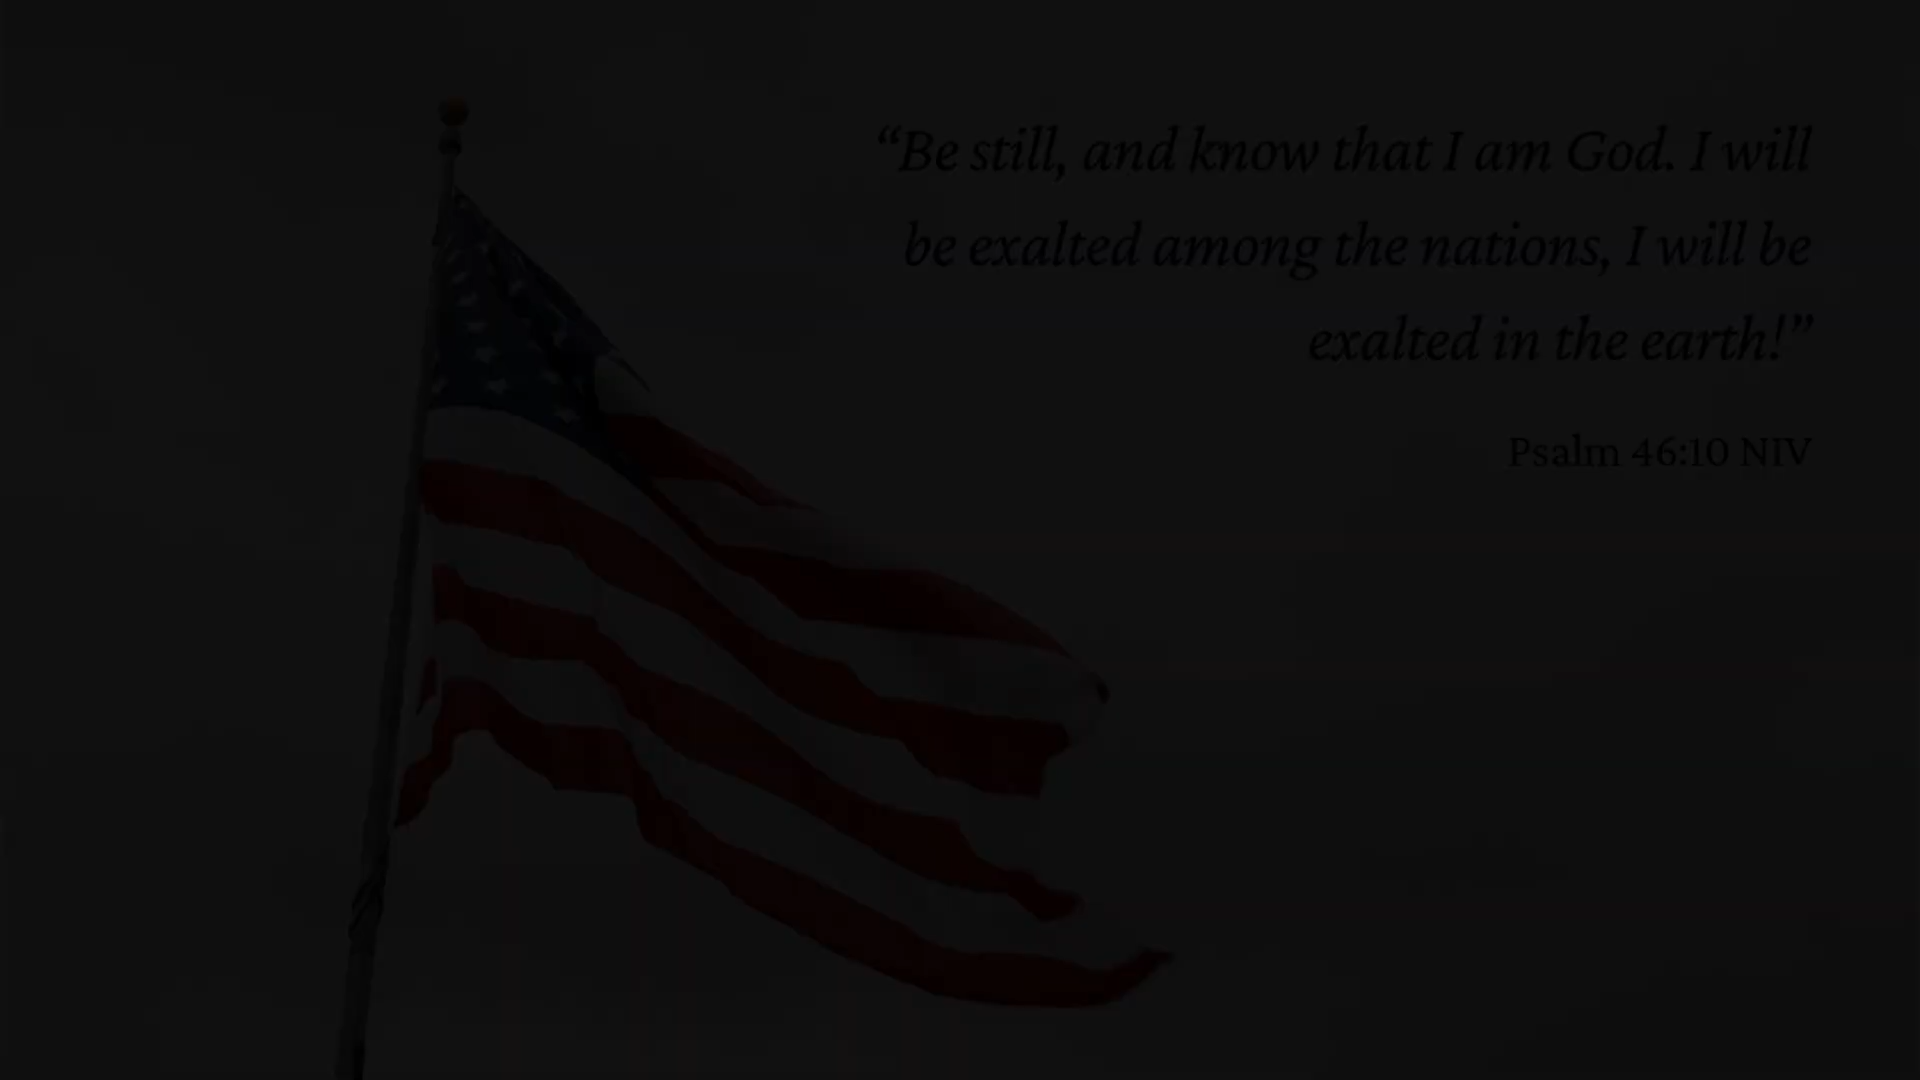 “Be still, and know that I am God. I will
be exalted among the nations, I will be
exalted in the earth!”
Psalm 46:10 NIV